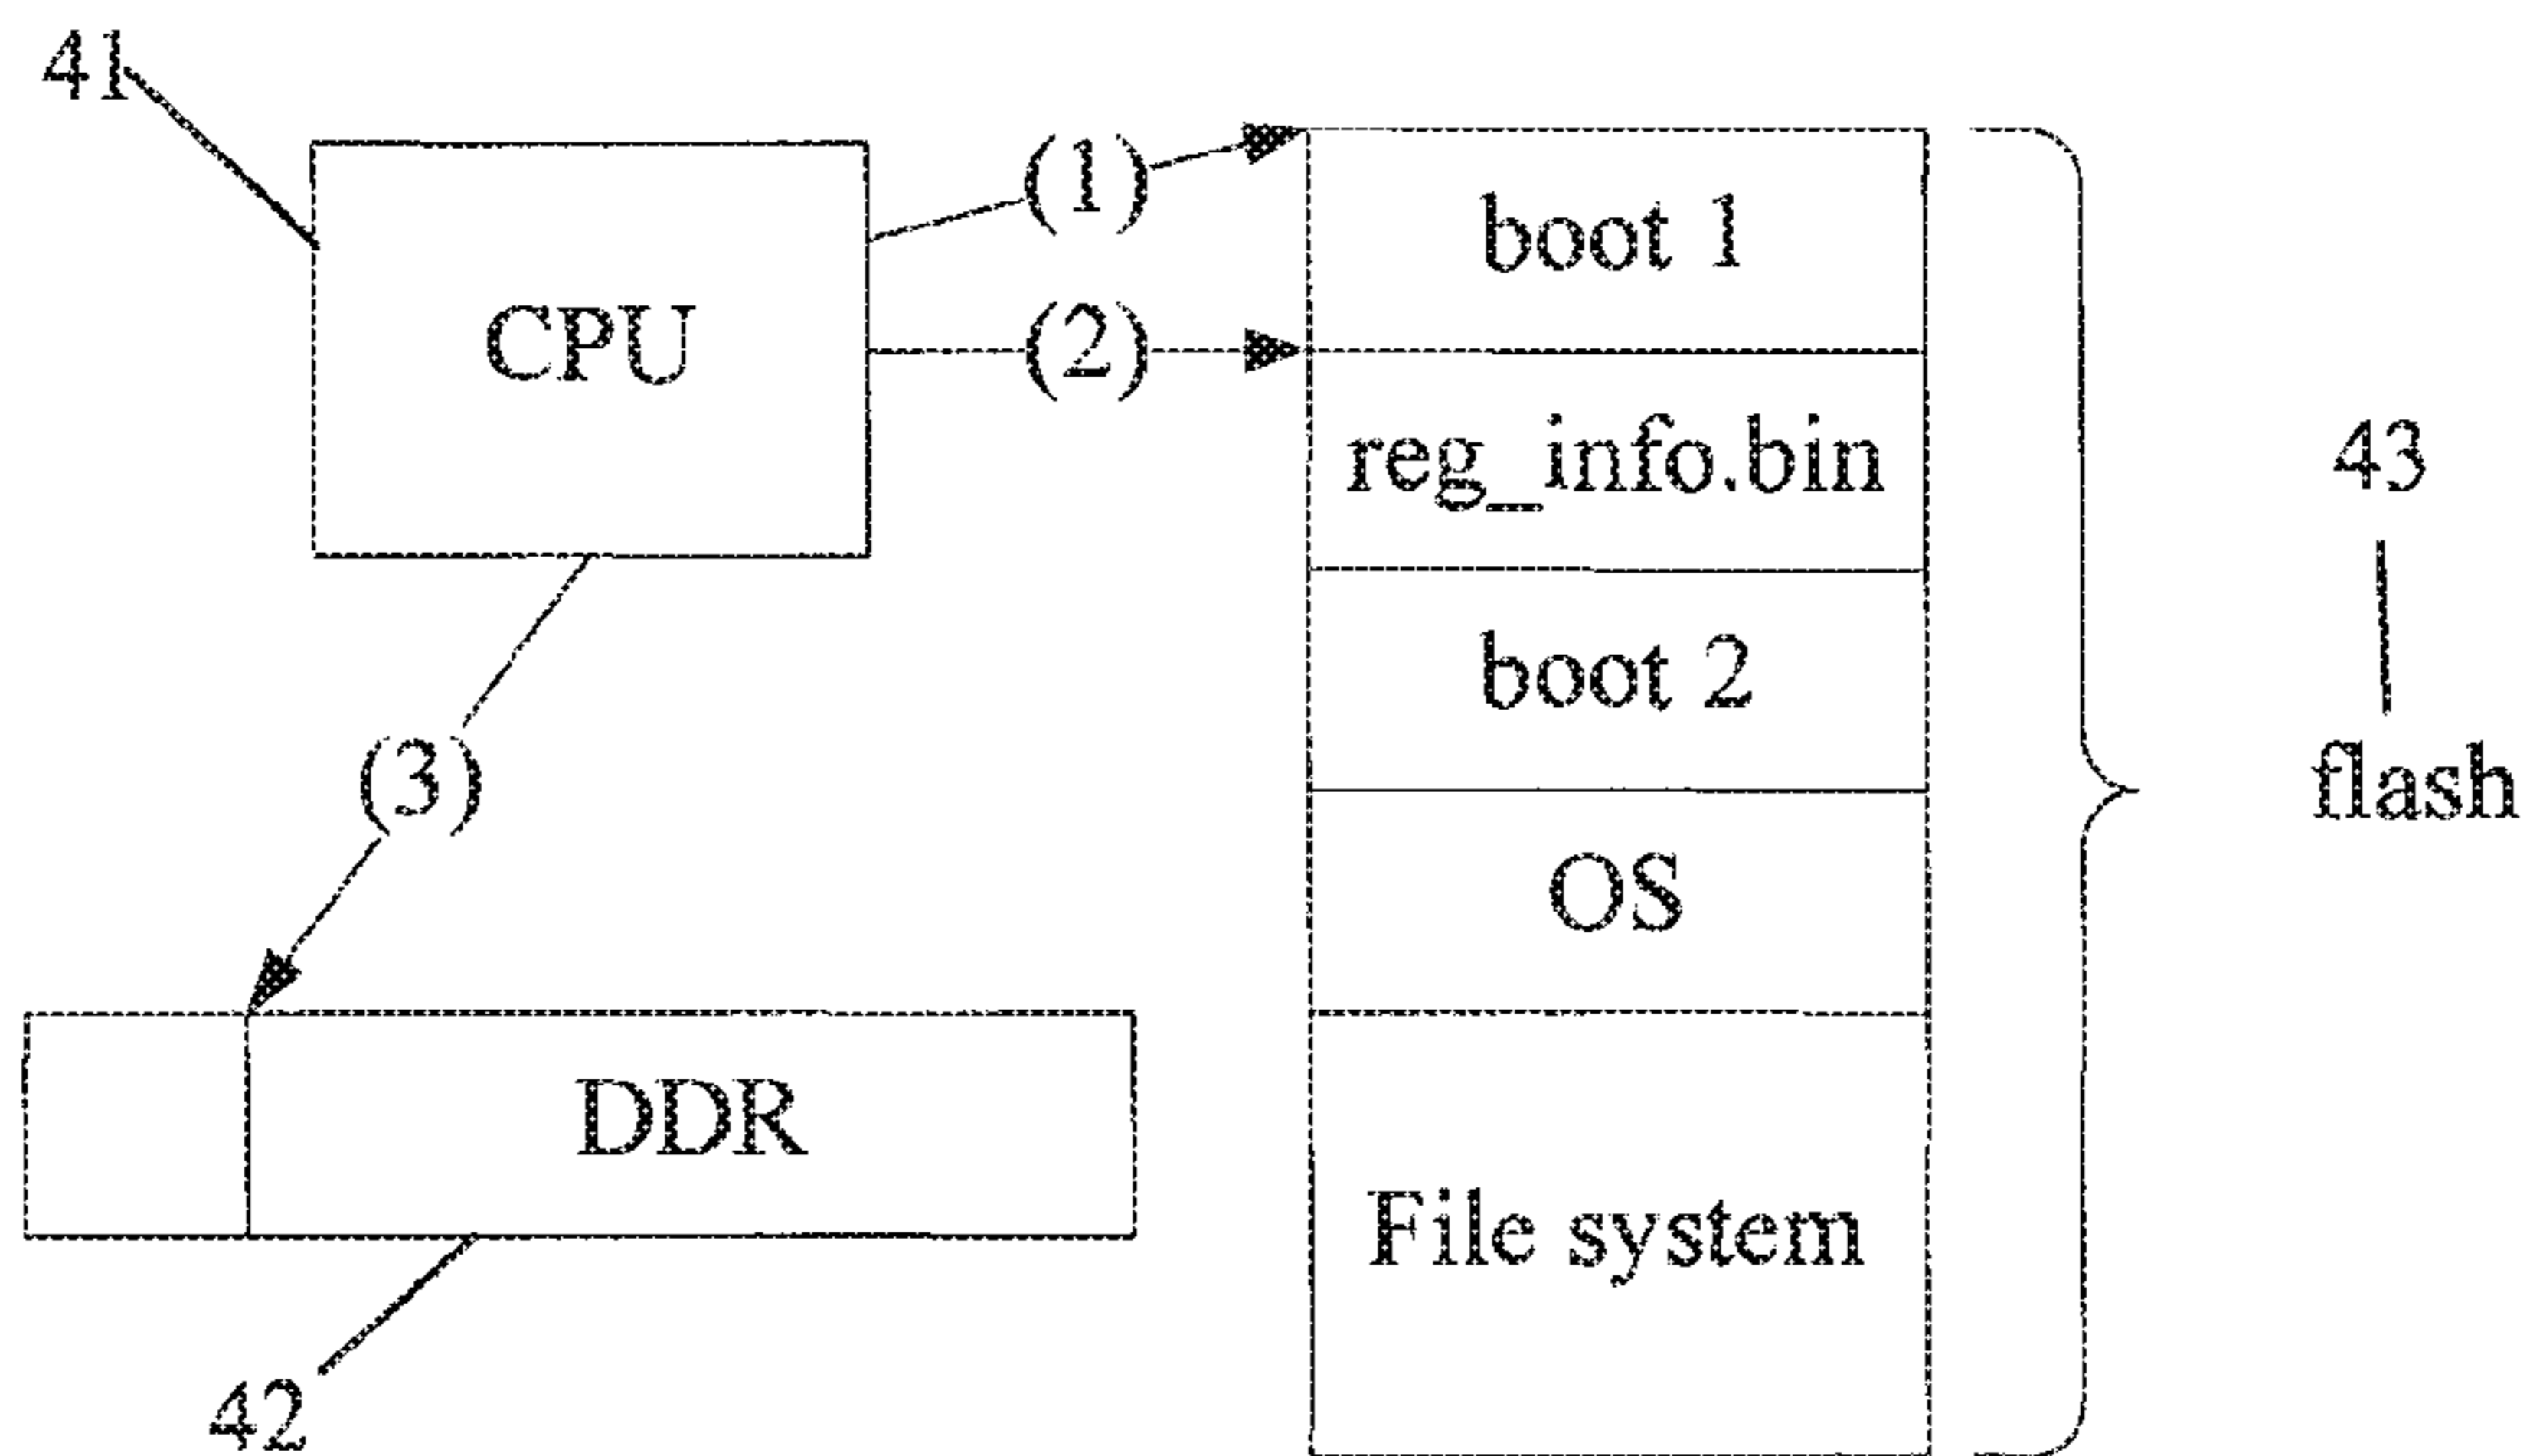 41
CPU
(1)
(2)
(3)
boot 1
reg_info.bin
boot 2
OS
File system
43
flash
DDR
42